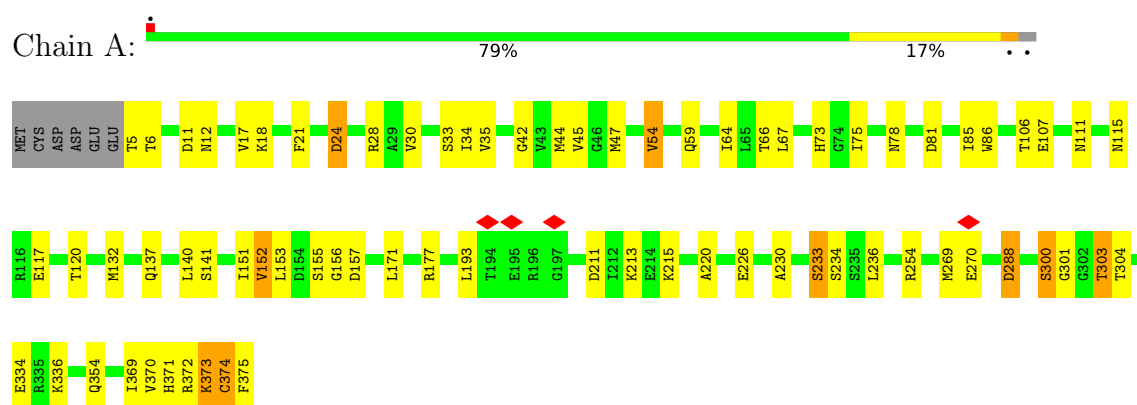 Chain A:
79% 17%
MET CYS ASP ASP GLU GLU T5 T6 D11 N12 V17 K18 F21 D24 R28 A29 V30 S33 I34 V35 G42 V43 M44 V45 G46 M47 V54 Q59 I64 L65 T66 L67 H73 G74 I75 N78 D81 I85 W86 T106 E107 N111 N115
R116 E117 T120 M132 Q137 L140 S141 I151 V152 L153 D154 S155 G156 D157 L171 R177 L193 T194 E195 R196 G197 D211 I212 K213 E214 K215 A220 E226 A230 S233 S234 S235 L236 R254 M269 E270 D288 S300 G301 G302 T303 T304
E334 R335 K336 Q354 I369 V370 H371 R372 K373 C374 F375